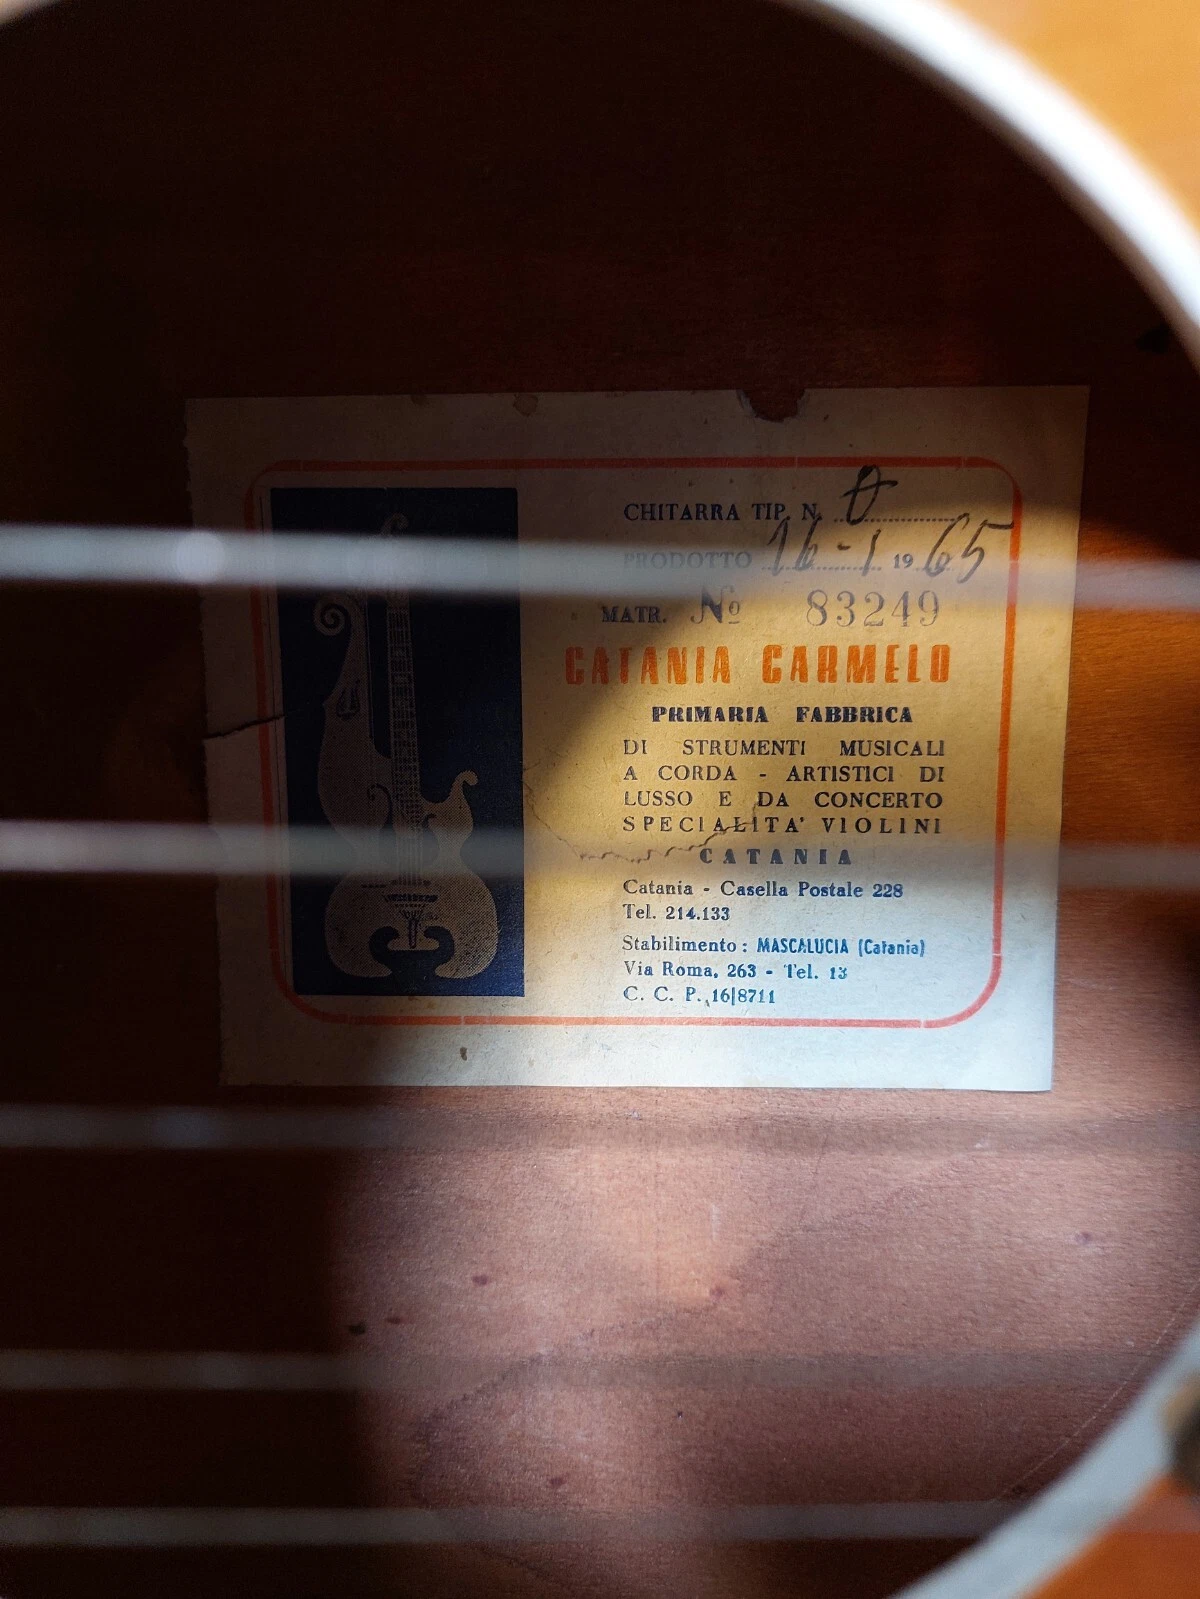 CHITARRA TIP. N. 0
PRODOTTO 16-1 1965
MATR. Nº 83249
CATANIA CARMELO
PRIMARIA FABBRICA
DI STRUMENTI MUSICALI
A CORDA - ARTISTICI DI
LUSSO E DA CONCERTO
SPECIALITA' VIOLINI
CATANIA
Catania - Casella Postale 228
Tel. 214.133
Stabilimento: MASCALUCIA (Catania)
Via Roma, 263 - Tel. 13
C. C. P. 16|8711